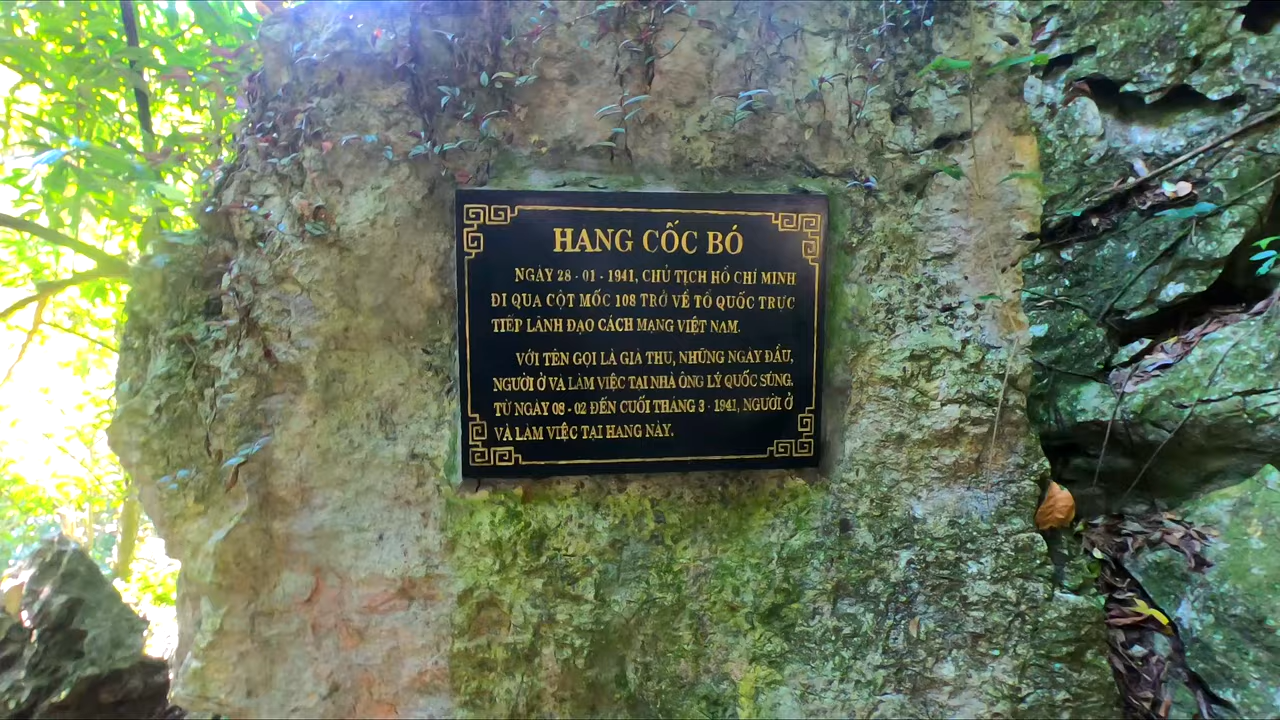 HANG CỐC BÓ
NGÀY 28 - 01 - 1941, CHỦ TỊCH HỒ CHÍ MINH
ĐI QUA CỘT MỐC 108 TRỞ VỀ TỔ QUỐC TRỰC
TIẾP LÃNH ĐẠO CÁCH MẠNG VIỆT NAM.
VỚI TÊN GỌI LÀ GIÀ THU, NHỮNG NGÀY ĐẦU,
NGƯỜI Ở VÀ LÀM VIỆC TẠI NHÀ ÔNG LÝ QUỐC SÚNG,
TỪ NGÀY 08 - 02 ĐẾN CUỐI THÁNG 3 - 1941, NGƯỜI Ở
VÀ LÀM VIỆC TẠI HANG NÀY.